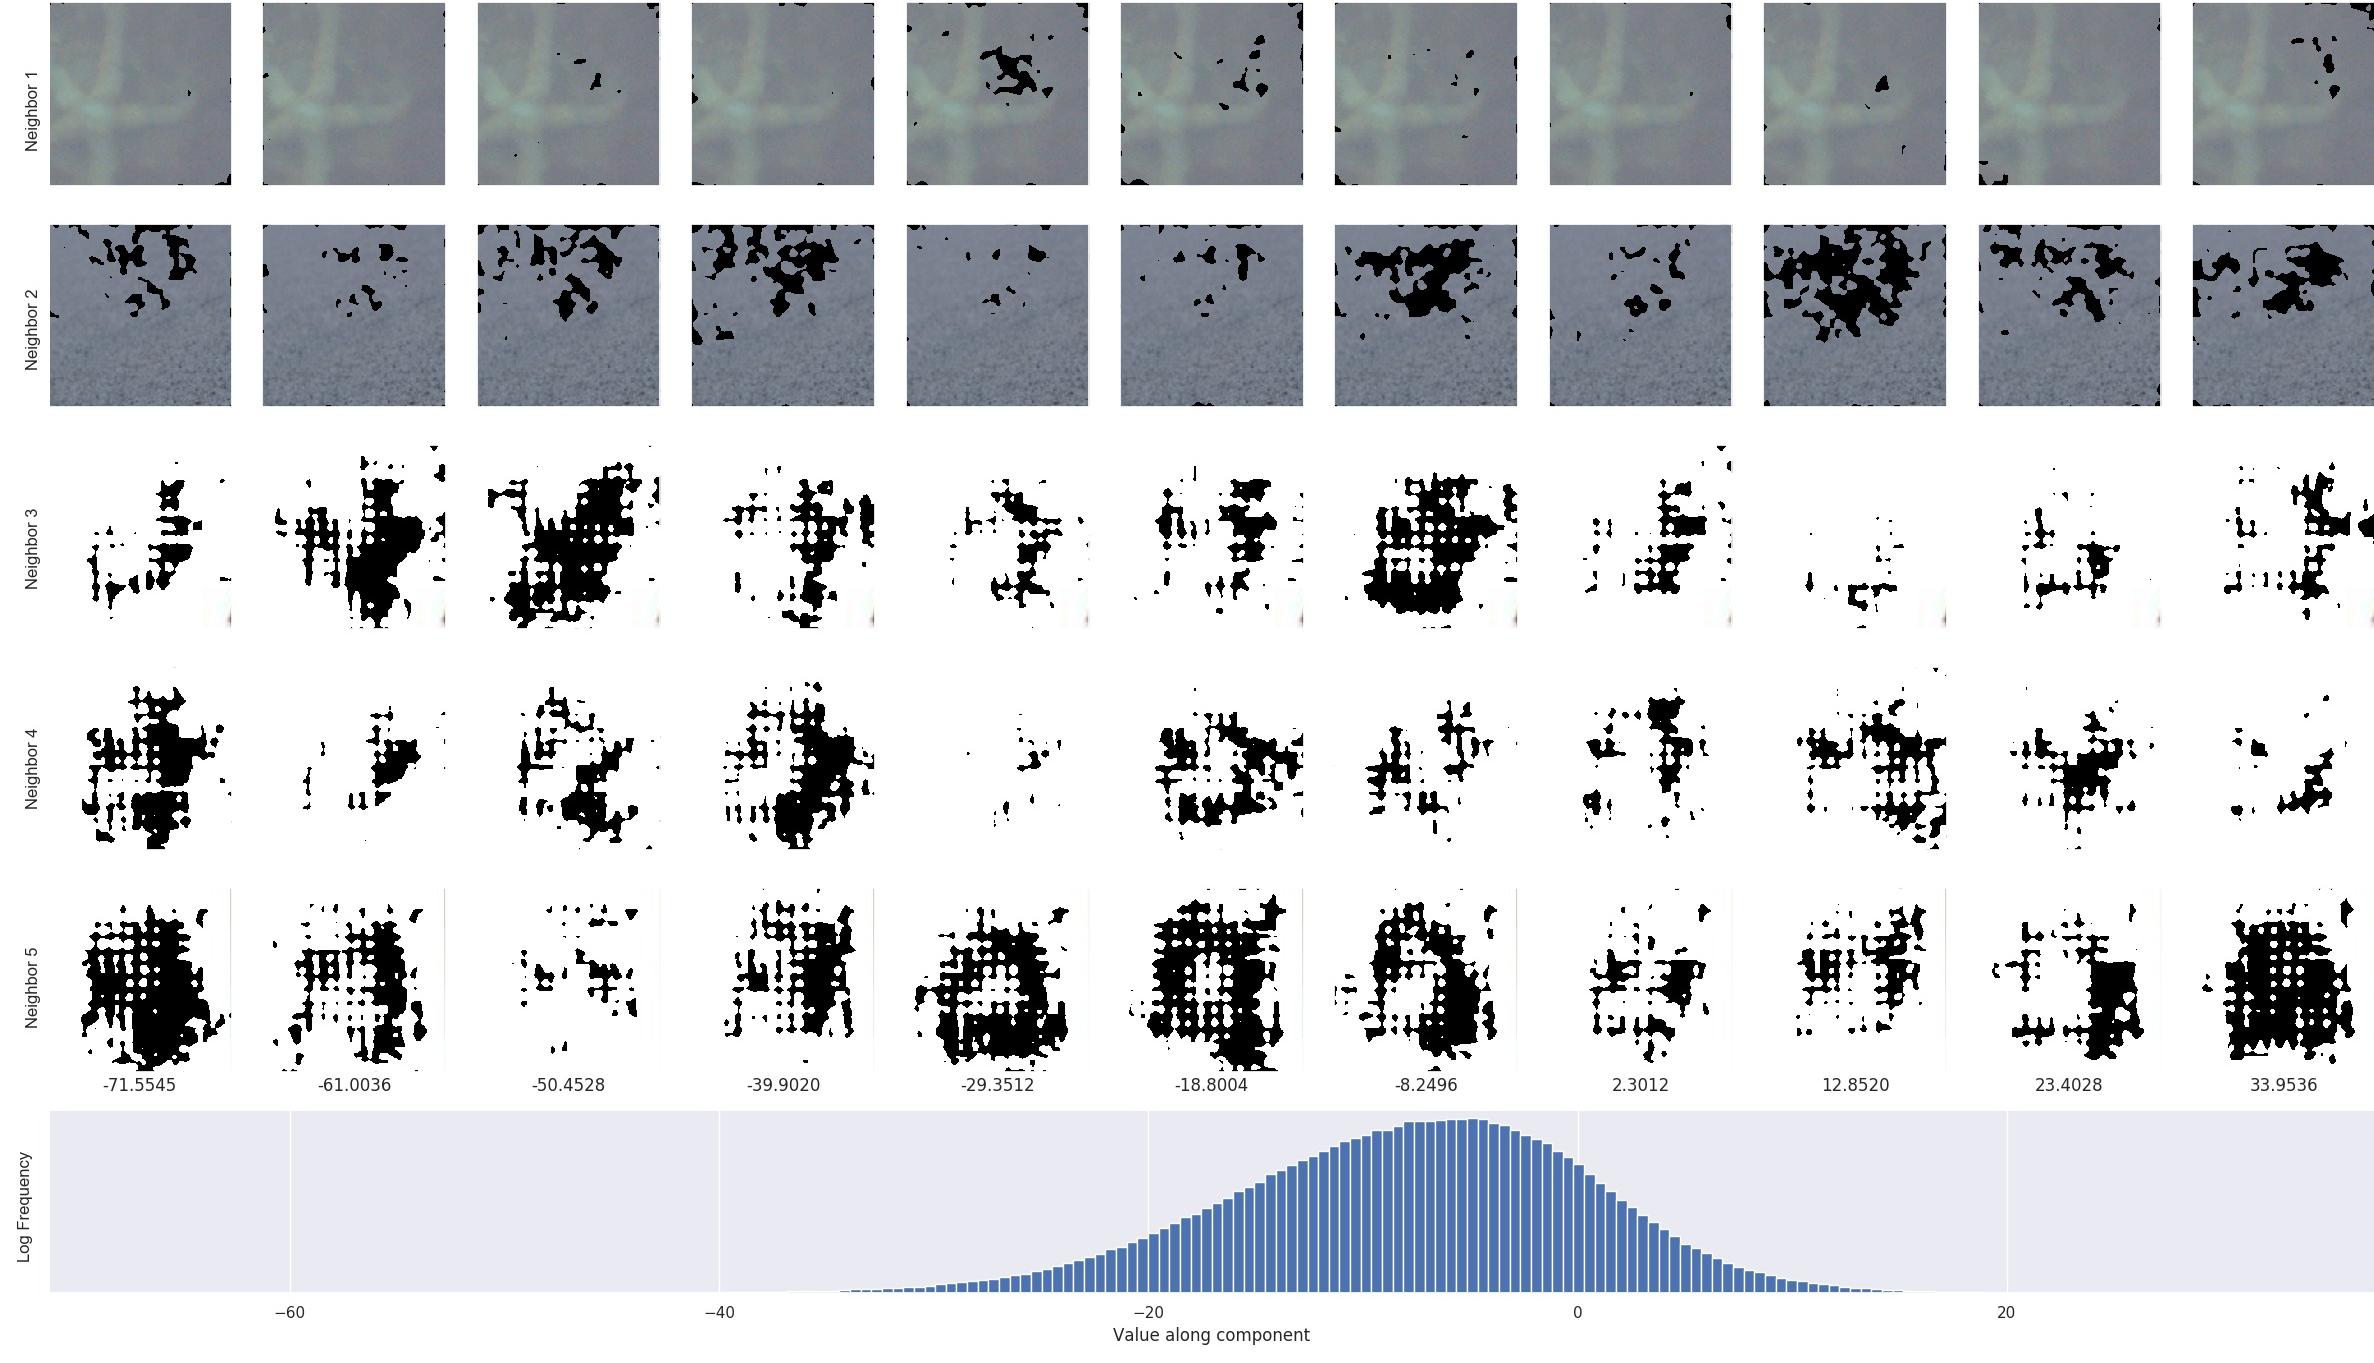 Neighbor 1
Neighbor 2
Neighbor 3
Neighbor 4
Neighbor 5
-71.5545 -61.0036 -50.4528 -39.9020 -29.3512 -18.8004 -8.2496 2.3012 12.8520 23.4028 33.9536
Log Frequency
−60 −40 −20 0 20
Value along component